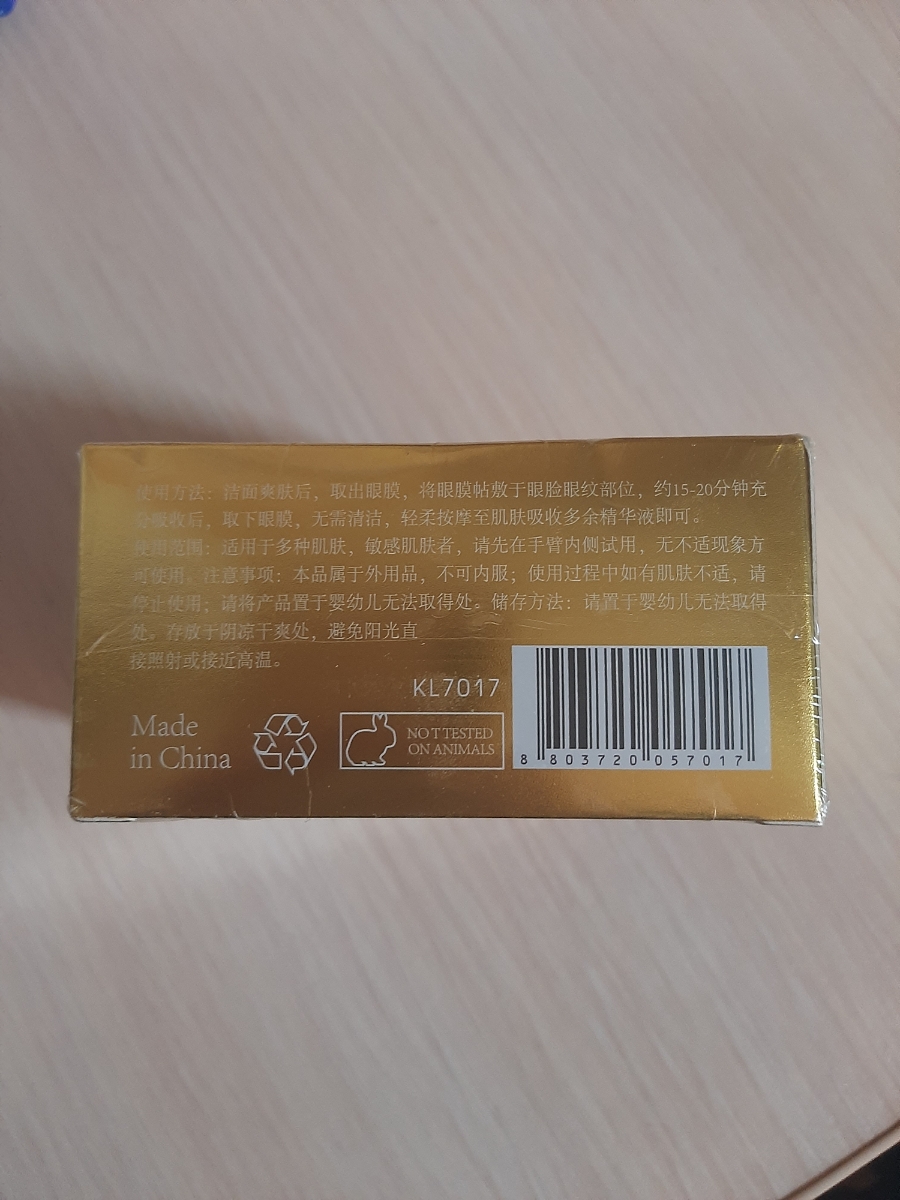 使用方法：洁面爽肤后，取出眼膜，将眼膜帖敷于眼脸眼纹部位，约15-20分钟充
分吸收后，取下眼膜，无需清洁，轻柔按摩至肌肤吸收多余精华液即可。
使用范围：适用于多种肌肤，敏感肌肤者，请先在手臂内侧试用，无不适现象方
可使用。注意事项：本品属于外用品，不可内服；使用过程中如有肌肤不适，请
停止使用；请将产品置于婴幼儿无法取得处。储存方法：请置于婴幼儿无法取得
处。存放于阴凉干爽处，避免阳光直
接照射或接近高温。
KL7017
Made
in China
NOT TESTED
ON ANIMALS
8 803720 057017